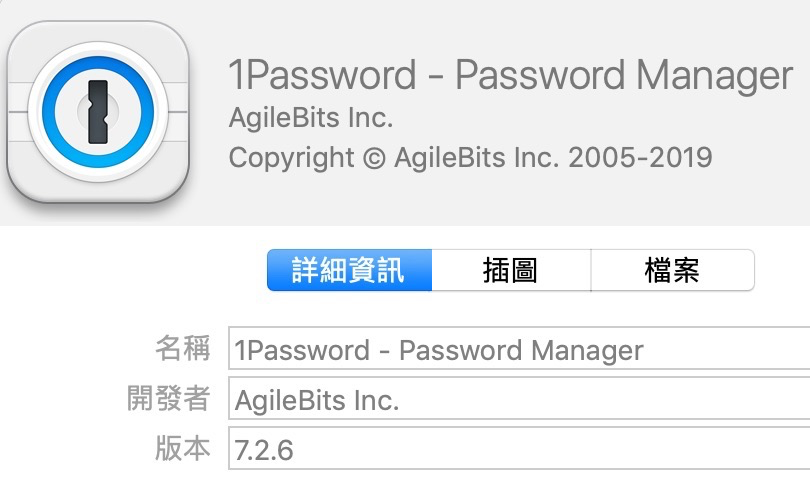 1Password - Password Manager
AgileBits Inc.
Copyright © AgileBits Inc. 2005-2019
詳細資訊 插圖 檔案
名稱 1Password - Password Manager
開發者 AgileBits Inc.
版本 7.2.6